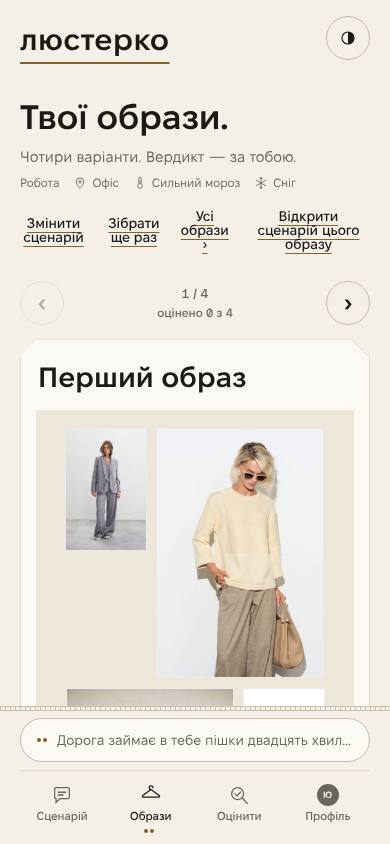 люстерко
Твої образи.
Чотири варіанти. Вердикт — за тобою.
Робота Офіс Сильний мороз Сніг
Змінити
сценарій
Зібрати
ще раз
Усі
образи
›
Відкрити
сценарій цього
образу
‹
1 / 4
оцінено 0 з 4
›
Перший образ
Дорога займає в тебе пішки двадцять хвил...
Сценарій
Образи
Оцінити
Ю
Профіль